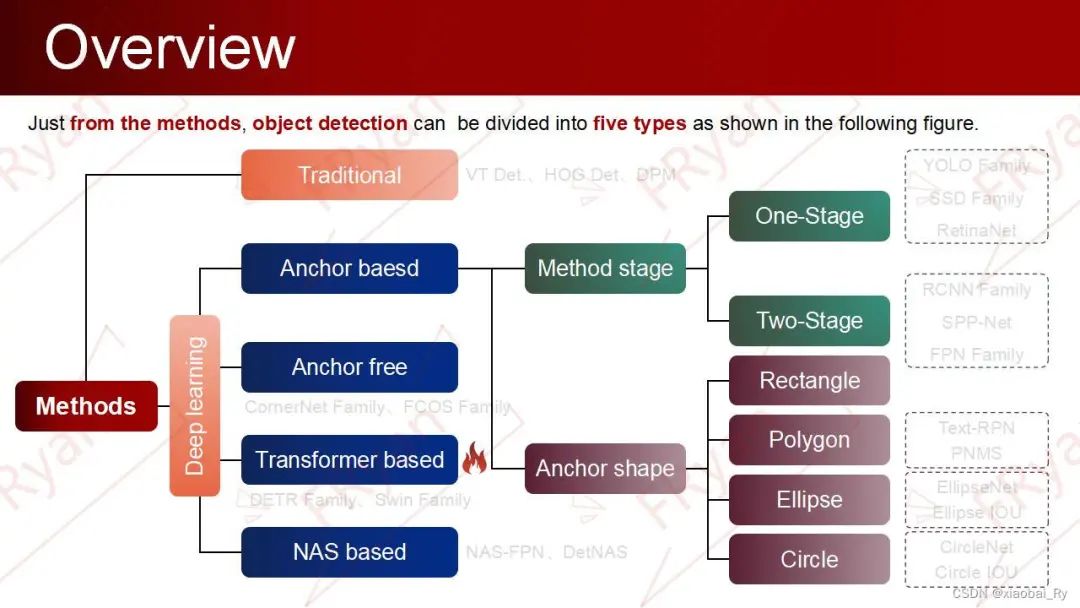 Overview
Just from the methods, object detection can be divided into five types as shown in the following figure.
Traditional
VT Det.、HOG Det、DPM
Anchor baesd
Anchor free
CornerNet Family、FCOS Family
Transformer based
DETR Family、Swin Family
NAS based
NAS-FPN、DetNAS
Methods
Deep learning
Method stage
Anchor shape
One-Stage
YOLO Family
SSD Family
RetinaNet
Two-Stage
RCNN Family
SPP-Net
FPN Family
Rectangle
Polygon
Text-RPN
PNMS
Ellipse
EllipseNet
Ellipse IOU
Circle
CircleNet
Circle IOU
FRyan
CSDN @xiaobai_Ry